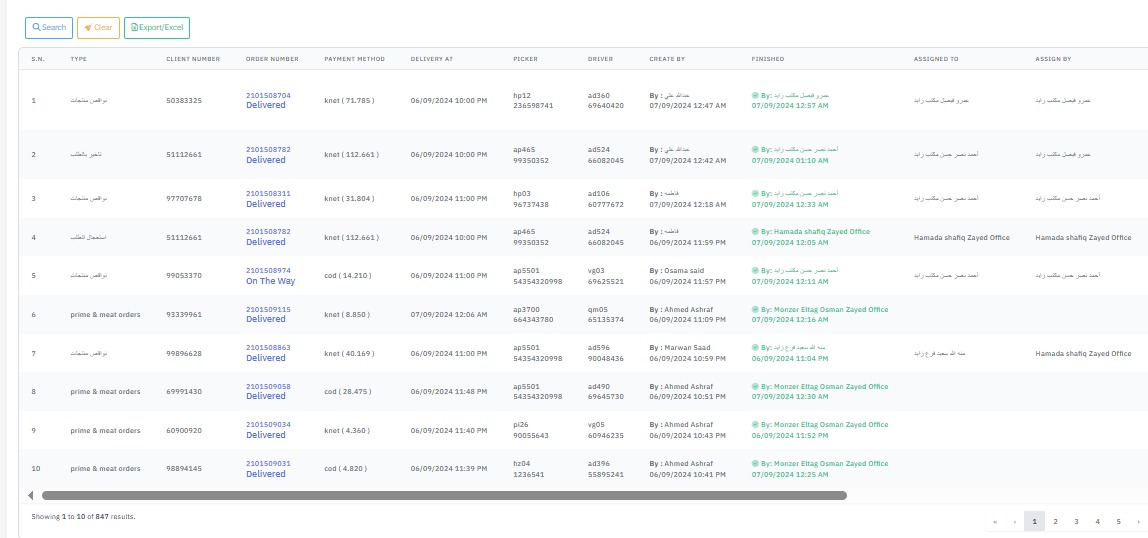 Search Clear Export/Excel
S.N. TYPE CLIENT NUMBER ORDER NUMBER PAYMENT METHOD DELIVERY AT PICKER DRIVER CREATE BY FINISHED ASSIGNED TO ASSIGN BY
1 نواقص منتجات 50383325 2101508704 Delivered knet ( 71.785 ) 06/09/2024 10:00 PM hp12 236598741 ad360 69640420 By : عبدالله علي 07/09/2024 12:47 AM By: عمرو فيصل مكتب زايد 07/09/2024 12:57 AM عمرو فيصل مكتب زايد عمرو فيصل مكتب زايد
2 تاخير بالطلب 51112661 2101508782 Delivered knet ( 112.661 ) 06/09/2024 10:00 PM ap465 99350352 ad524 66082045 By : عبدالله علي 07/09/2024 12:42 AM By: أحمد نصر حسن مكتب زايد 07/09/2024 01:10 AM أحمد نصر حسن مكتب زايد عمرو فيصل مكتب زايد
3 نواقص منتجات 97707678 2101508311 Delivered knet ( 31.804 ) 06/09/2024 11:00 PM hp03 96737438 ad106 60777672 By : فاطمه 07/09/2024 12:18 AM By: أحمد نصر حسن مكتب زايد 07/09/2024 12:33 AM أحمد نصر حسن مكتب زايد أحمد نصر حسن مكتب زايد
4 استعجال الطلب 51112661 2101508782 Delivered knet ( 112.661 ) 06/09/2024 10:00 PM ap465 99350352 ad524 66082045 By : فاطمه 06/09/2024 11:59 PM By: Hamada shafiq Zayed Office 07/09/2024 12:05 AM Hamada shafiq Zayed Office Hamada shafiq Zayed Office
5 نواقص منتجات 99053370 2101508974 On The Way cod ( 14.210 ) 06/09/2024 11:00 PM ap5501 54354320998 vg03 69625521 By : Osama said 06/09/2024 11:57 PM By: أحمد نصر حسن مكتب زايد 07/09/2024 12:11 AM أحمد نصر حسن مكتب زايد أحمد نصر حسن مكتب زايد
6 prime & meat orders 93339961 2101509115 Delivered knet ( 8.850 ) 07/09/2024 12:06 AM ap3700 664343780 qm05 65135374 By : Ahmed Ashraf 06/09/2024 11:09 PM By: Monzer Eltag Osman Zayed Office 07/09/2024 12:16 AM
7 نواقص منتجات 99896628 2101508863 Delivered knet ( 40.169 ) 06/09/2024 11:00 PM ap5501 54354320998 ad596 90048436 By : Marwan Saad 06/09/2024 10:59 PM By: منه الله سعيد فرع زايد 06/09/2024 11:04 PM منه الله سعيد فرع زايد Hamada shafiq Zayed Office
8 prime & meat orders 69991430 2101509058 Delivered cod ( 28.475 ) 06/09/2024 11:48 PM ap5501 54354320998 ad490 69645730 By : Ahmed Ashraf 06/09/2024 10:51 PM By: Monzer Eltag Osman Zayed Office 07/09/2024 12:30 AM
9 prime & meat orders 60900920 2101509034 Delivered knet ( 4.360 ) 06/09/2024 11:40 PM pi26 90055643 vg05 60946235 By : Ahmed Ashraf 06/09/2024 10:43 PM By: Monzer Eltag Osman Zayed Office 06/09/2024 11:52 PM
10 prime & meat orders 98894145 2101509031 Delivered cod ( 4.820 ) 06/09/2024 11:39 PM hz04 1236541 ad396 55895241 By : Ahmed Ashraf 06/09/2024 10:41 PM By: Monzer Eltag Osman Zayed Office 07/09/2024 12:25 AM
Showing 1 to 10 of 847 results. « ‹ 1 2 3 4 5 ›